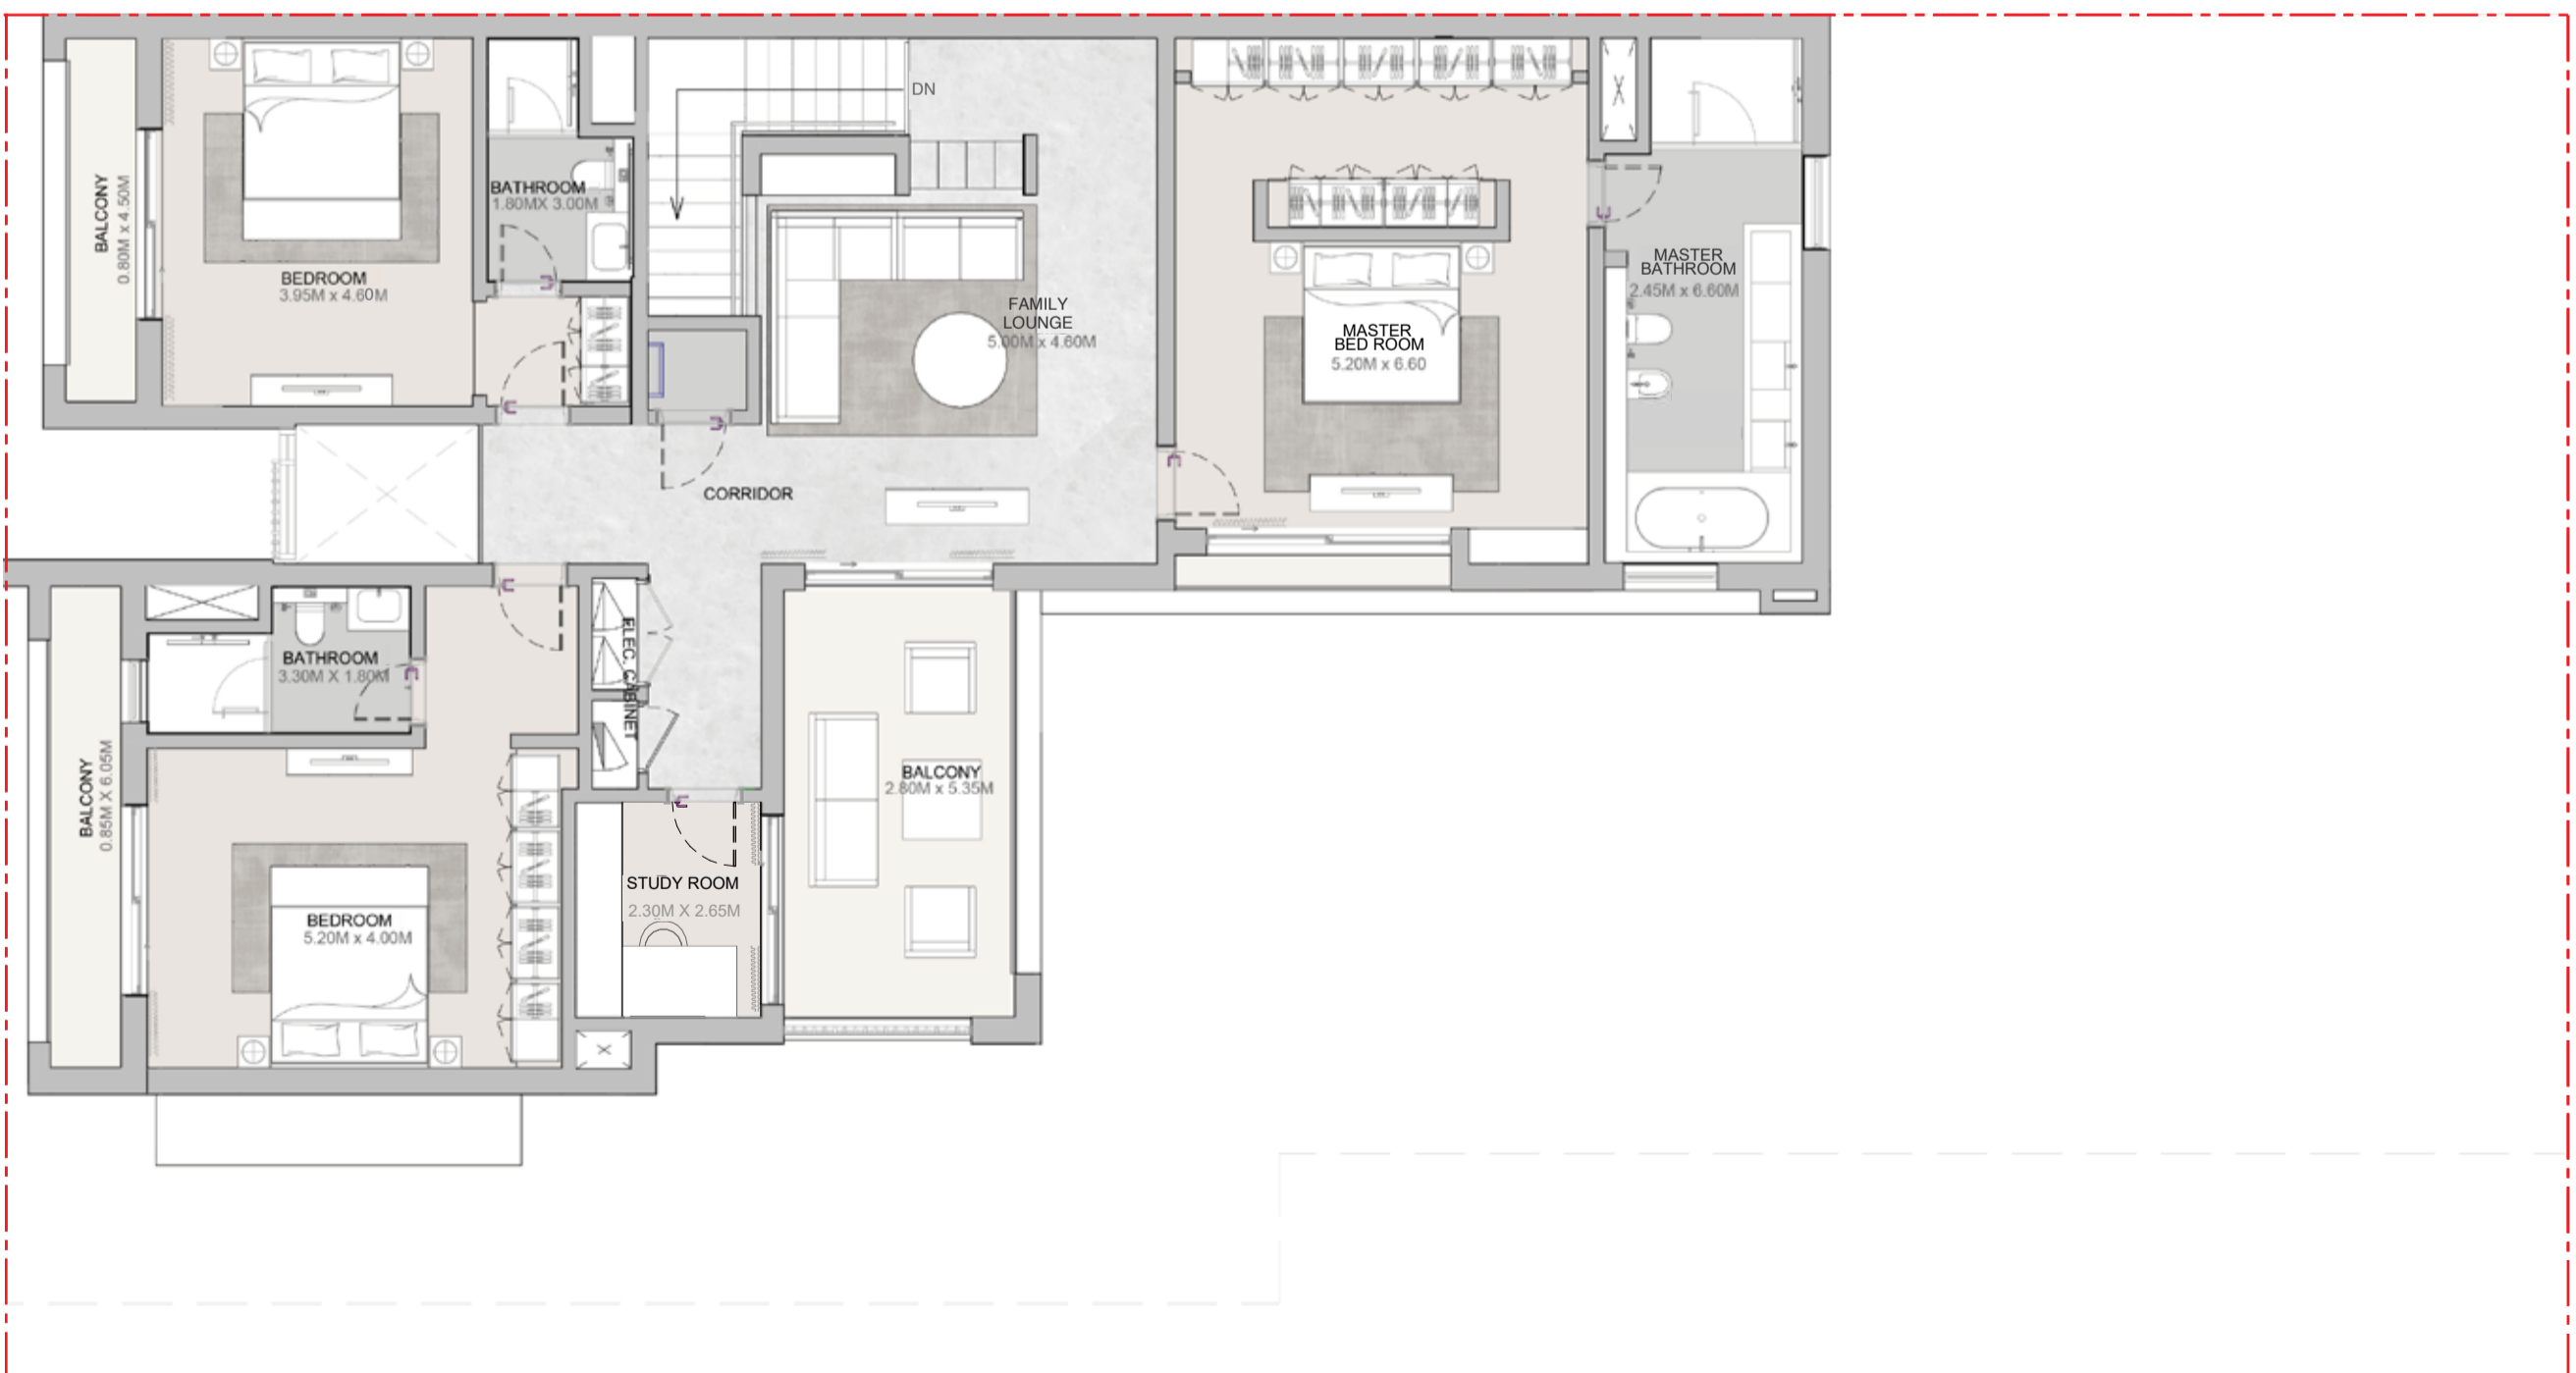 DN
BALCONY
0.80M x 4.50M
BEDROOM
3.95M x 4.60M
BATHROOM
1.80MX 3.00M
FAMILY
LOUNGE
5.00M x 4.60M
MASTER
BED ROOM
5.20M x 6.60
MASTER
BATHROOM
2.45M x 6.60M
CORRIDOR
BATHROOM
3.30M X 1.80M
ELEC. CABINET
BALCONY
0.85M X 6.05M
BALCONY
2.80M x 5.35M
STUDY ROOM
2.30M X 2.65M
BEDROOM
5.20M x 4.00M